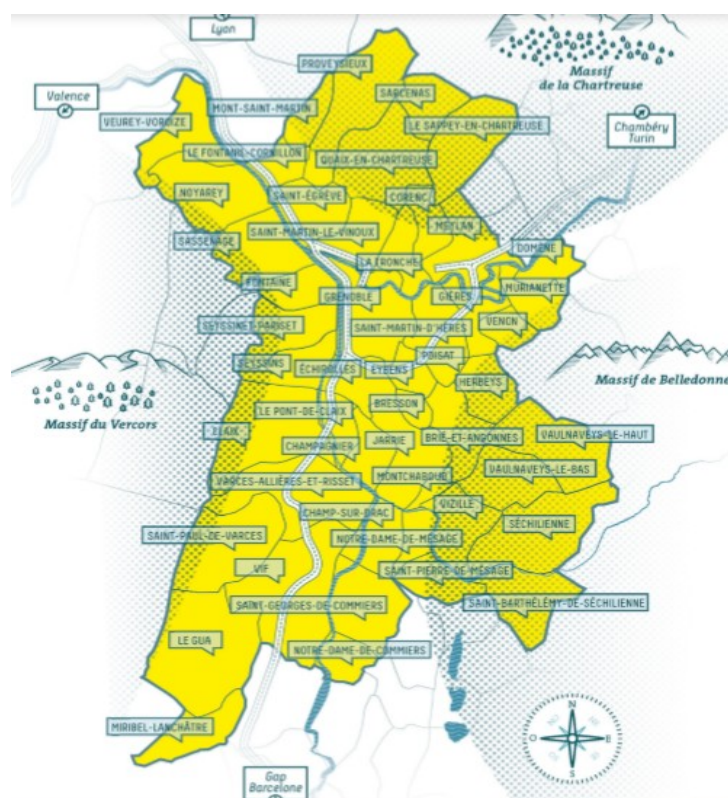 Lyon
PROVEYSIEUX
Massif
de la Chartreuse
Valence
SARCENAS
MONT-SAINT-MARTIN
VEUREY-VOROIZE
LE SAPPEY-EN-CHARTREUSE
Chambéry
Turin
LE FONTANIL-CORNILLON
QUAIX-EN-CHARTREUSE
NOYAREY
SAINT-ÉGRÈVE
CORENC
MEYLAN
SAINT-MARTIN-LE-VINOUX
SASSENAGE
DOMÈNE
LA TRONCHE
FONTAINE
MURIANETTE
GRENOBLE
GIÈRES
VENON
SEYSSINET-PARISET
SAINT-MARTIN-D'HÈRES
POISAT
SEYSSINS
ÉCHIROLLES
EYBENS
Massif de Belledonne
HERBEYS
BRESSON
LE PONT-DE-CLAIX
Massif du Vercors
CLAIX
CHAMPAGNIER
JARRIE
BRIÉ-ET-ANGONNES
VAULNAVEYS-LE-HAUT
VAULNAVEYS-LE-BAS
MONTCHABOUD
VARCES-ALLIÈRES-ET-RISSET
VIZILLE
CHAMP-SUR-DRAC
SÉCHILIENNE
SAINT-PAUL-DE-VARCES
NOTRE-DAME-DE-MÉSAGE
VIF
SAINT-PIERRE-DE-MÉSAGE
SAINT-GEORGES-DE-COMMIERS
SAINT-BARTHÉLÉMY-DE-SÉCHILIENNE
LE GUA
NOTRE-DAME-DE-COMMIERS
MIRIBEL-LANCHÂTRE
N
O
E
S
Gap
Barcelone